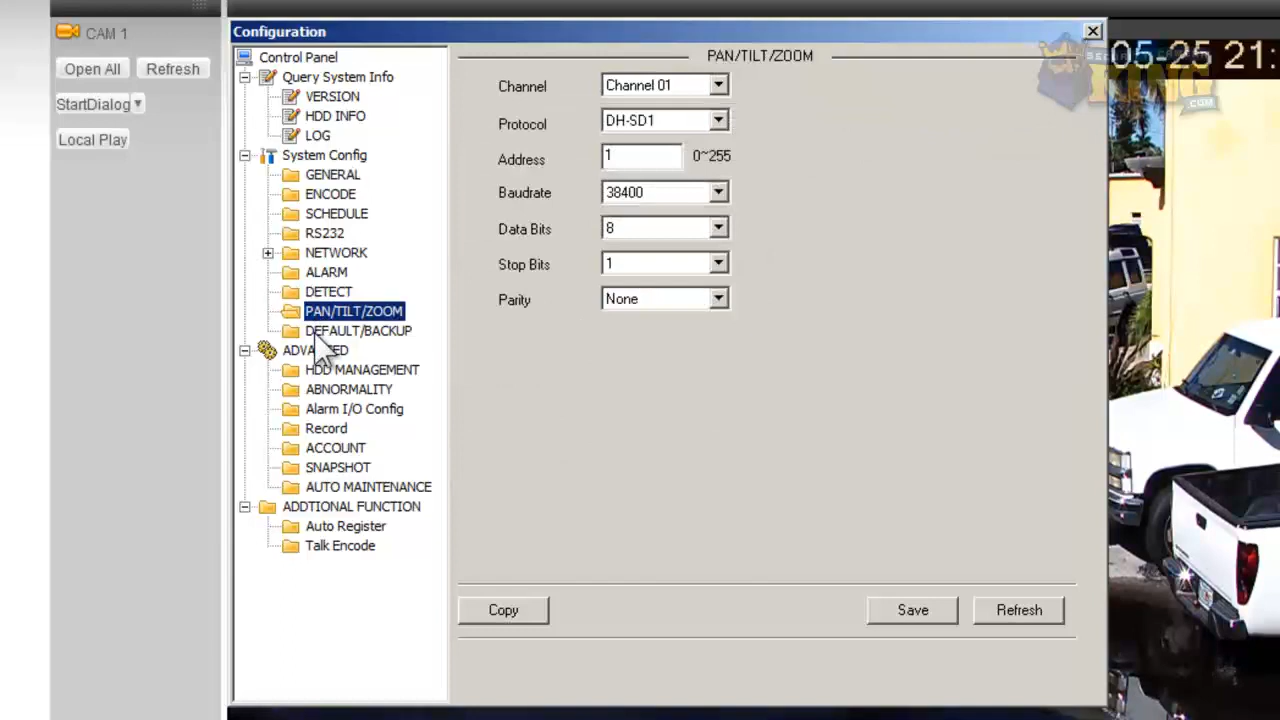 CAM 1
Open All
Refresh
StartDialog
Local Play
Configuration
Control Panel
Query System Info
VERSION
HDD INFO
LOG
System Config
GENERAL
ENCODE
SCHEDULE
RS232
NETWORK
ALARM
DETECT
PAN/TILT/ZOOM
DEFAULT/BACKUP
HDD MANAGEMENT
ABNORMALITY
Alarm I/O Config
Record
ACCOUNT
SNAPSHOT
AUTO MAINTENANCE
ADDTIONAL FUNCTION
Auto Register
Talk Encode
PAN/TILT/ZOOM
Channel
Channel 01
Protocol
DH-SD1
Address
1
0~255
Baudrate
38400
Data Bits
8
Stop Bits
1
Parity
None
Copy
Save
Refresh
05-25 21:
KING
.COM